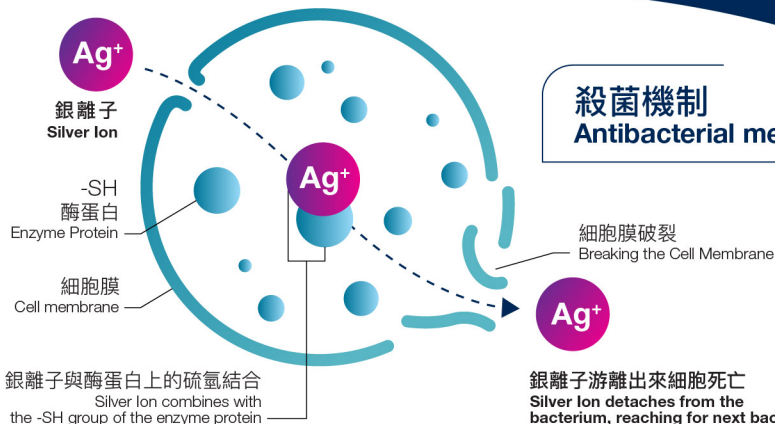 Ag+
銀離子
Silver Ion
殺菌機制
Antibacterial
Ag+
-SH
酶蛋白
Enzyme Protein
細胞膜破裂
Breaking the Cell Membrane
細胞膜
Cell membrane
Ag+
銀離子與酶蛋白上的硫氫結合
Silver Ion combines with
the -SH group of the enzyme protein
銀離子游離出來細胞死亡
Silver Ion detaches from the
bacterium, reaching for next